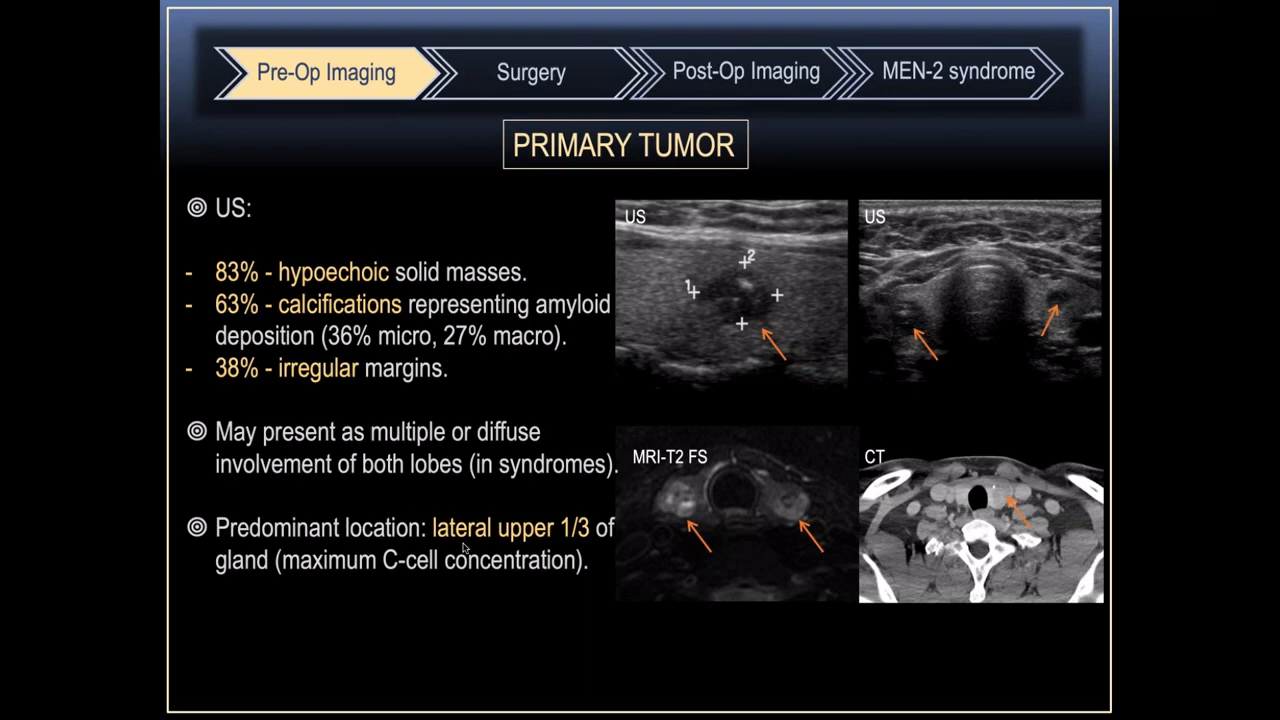 Pre-Op Imaging
Surgery
Post-Op Imaging
MEN-2 syndrome
PRIMARY TUMOR
US:
- 83% - hypoechoic solid masses.
- 63% - calcifications representing amyloid
deposition (36% micro, 27% macro).
- 38% - irregular margins.
May present as multiple or diffuse
involvement of both lobes (in syndromes).
Predominant location: lateral upper 1/3 of
gland (maximum C-cell concentration).
US
2
1
US
MRI-T2 FS
CT